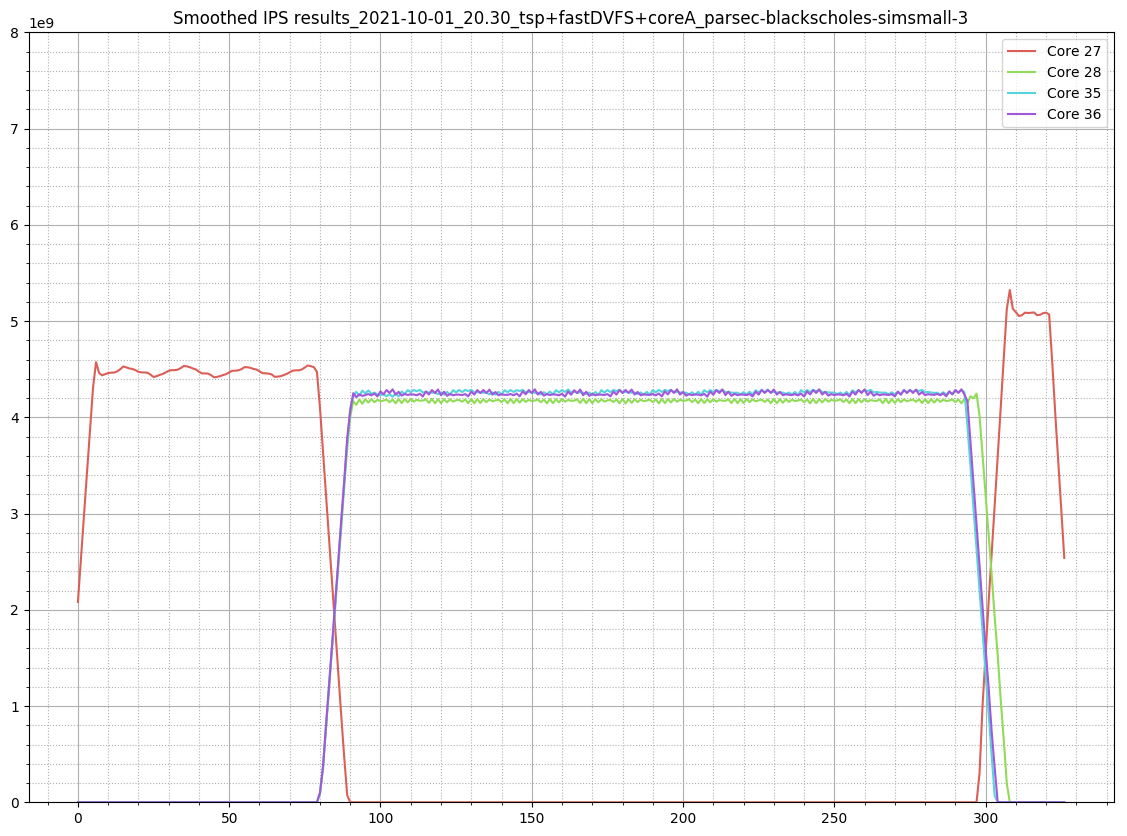 Smoothed IPS results_2021-10-01_20.30_tsp+fastDVFS+coreA_parsec-blackscholes-simsmall-3
1e9
Core 27
Core 28
Core 35
Core 36
8
7
6
5
4
3
2
1
0
0 50 100 150 200 250 300